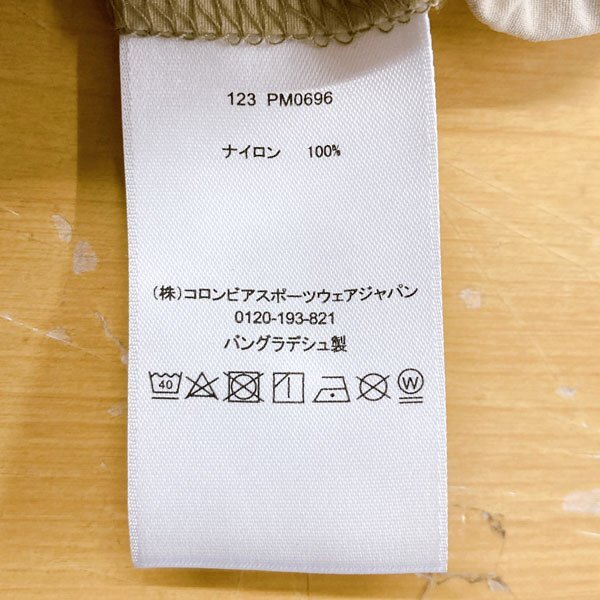 123 PM0696
ナイロン 100%
(株)コロンビアスポーツウェアジャパン
0120-193-821
バングラデシュ製
40
W